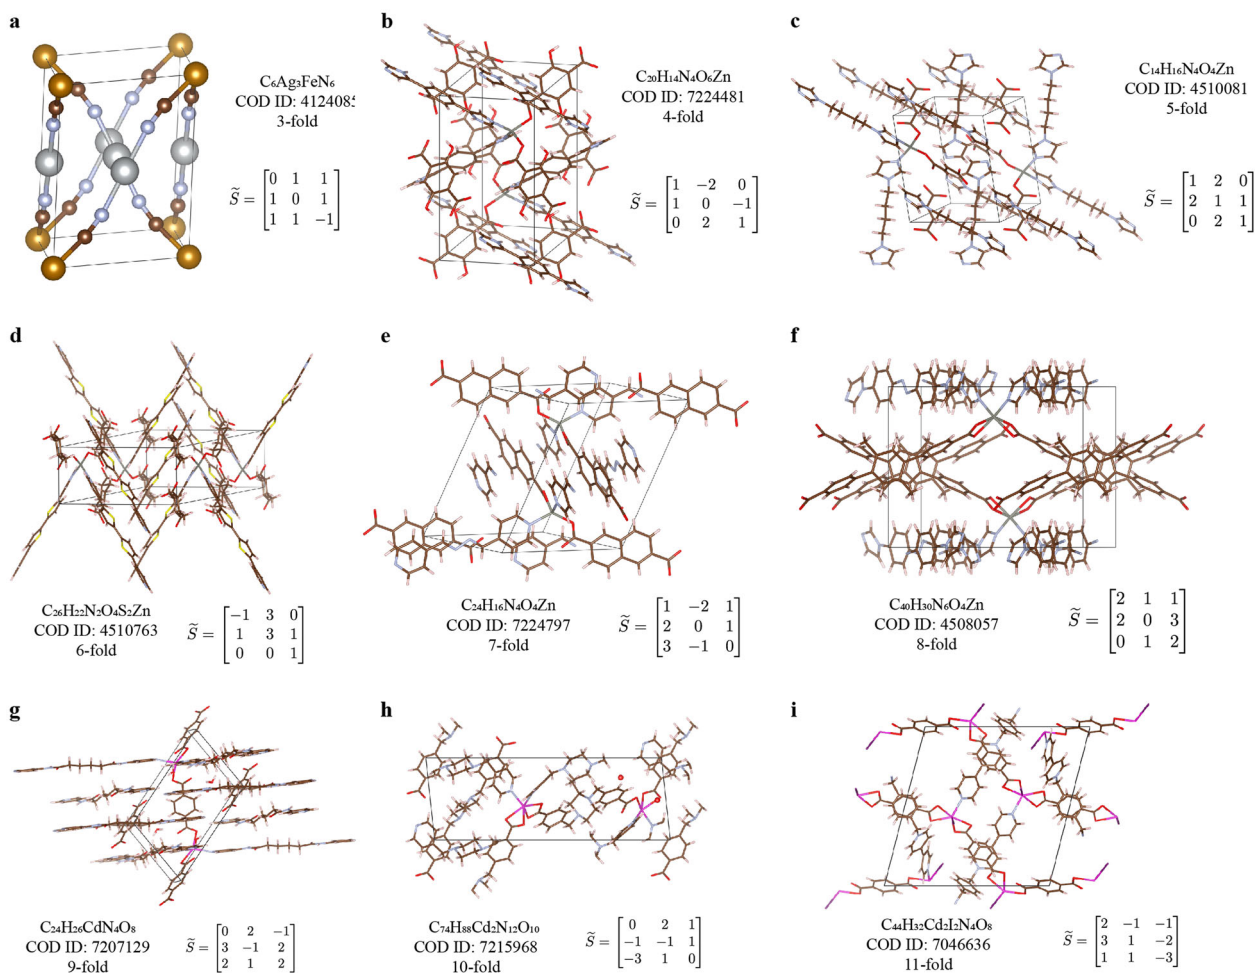 a
C₆Ag₃FeN₆
COD ID: 4124085
3-fold
S̃ = [0 1 1
1 0 1
1 1 −1]
b
C₂₀H₁₄N₄O₆Zn
COD ID: 7224481
4-fold
S̃ = [1 −2 0
1 0 −1
0 2 1]
c
C₁₄H₁₆N₄O₄Zn
COD ID: 4510081
5-fold
S̃ = [1 2 0
2 1 1
0 2 1]
d
C₂₆H₂₂N₂O₄S₂Zn
COD ID: 4510763
6-fold
S̃ = [−1 3 0
1 3 1
0 0 1]
e
C₂₄H₁₆N₄O₄Zn
COD ID: 7224797
7-fold
S̃ = [1 −2 1
2 0 1
3 −1 0]
f
C₄₀H₃₀N₆O₄Zn
COD ID: 4508057
8-fold
S̃ = [2 1 1
2 0 3
0 1 2]
g
C₂₄H₂₆CdN₄O₈
COD ID: 7207129
9-fold
S̃ = [0 2 −1
3 −1 2
2 1 2]
h
C₇₄H₈₈Cd₂N₁₂O₁₀
COD ID: 7215968
10-fold
S̃ = [0 2 1
−1 −1 1
−3 1 0]
i
C₄₄H₃₂Cd₂I₂N₄O₈
COD ID: 7046636
11-fold
S̃ = [2 −1 −1
3 1 −2
1 1 −3]